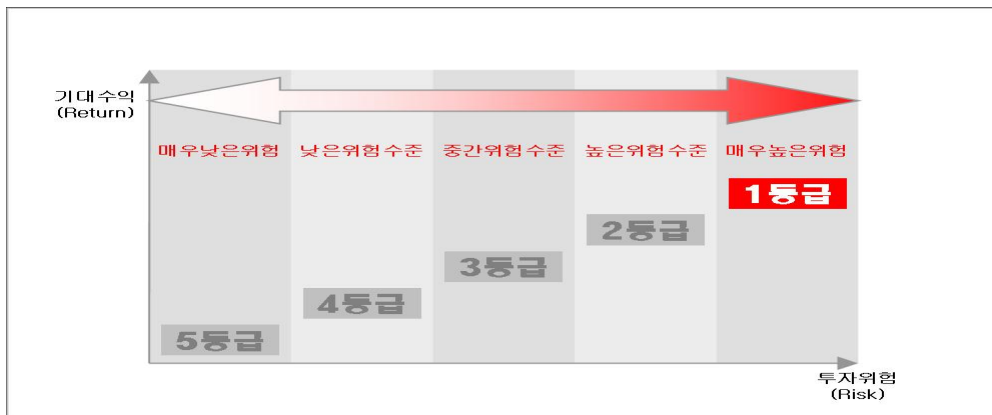 기대수익
(Return)
매우낮은위험 낮은위험수준 중간위험수준 높은위험수준 매우높은위험
1등급
2등급
3등급
4등급
5등급
투자위험
(Risk)